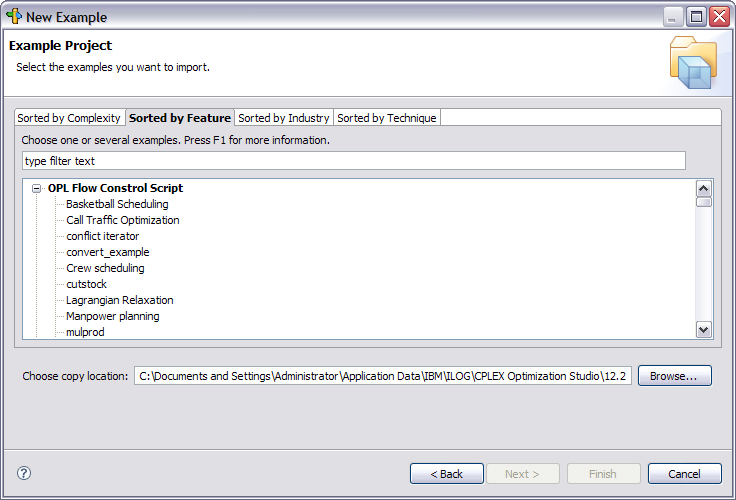 New Example
Example Project
Select the examples you want to import.
Sorted by Complexity Sorted by Feature Sorted by Industry Sorted by Technique
Choose one or several examples. Press F1 for more information.
type filter text
OPL Flow Constrol Script
Basketball Scheduling
Call Traffic Optimization
conflict iterator
convert_example
Crew scheduling
cutstock
Lagrangian Relaxation
Manpower planning
mulprod
Choose copy location: C:\Documents and Settings\Administrator\Application Data\IBM\ILOG\CPLEX Optimization Studio\12.2 Browse...
? < Back Next > Finish Cancel